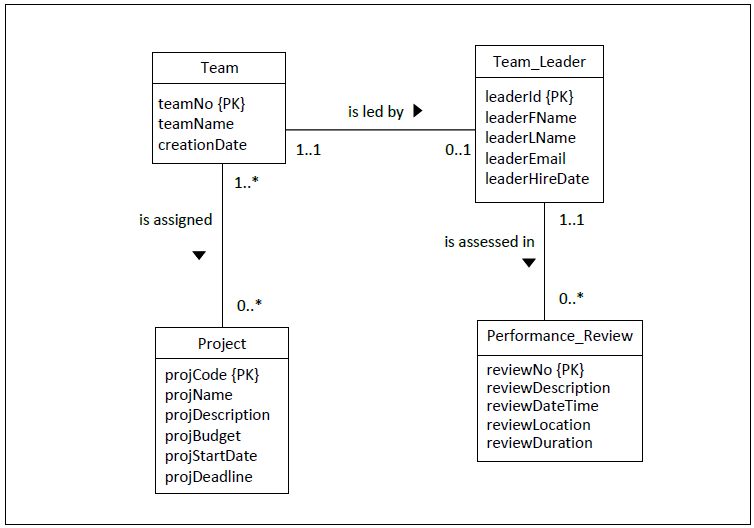 Team
teamNo {PK}
teamName
creationDate
is led by
1..1
0..1
Team_Leader
leaderId {PK}
leaderFName
leaderLName
leaderEmail
leaderHireDate
1..*
is assigned
0..*
1..1
is assessed in
0..*
Project
projCode {PK}
projName
projDescription
projBudget
projStartDate
projDeadline
Performance_Review
reviewNo {PK}
reviewDescription
reviewDateTime
reviewLocation
reviewDuration